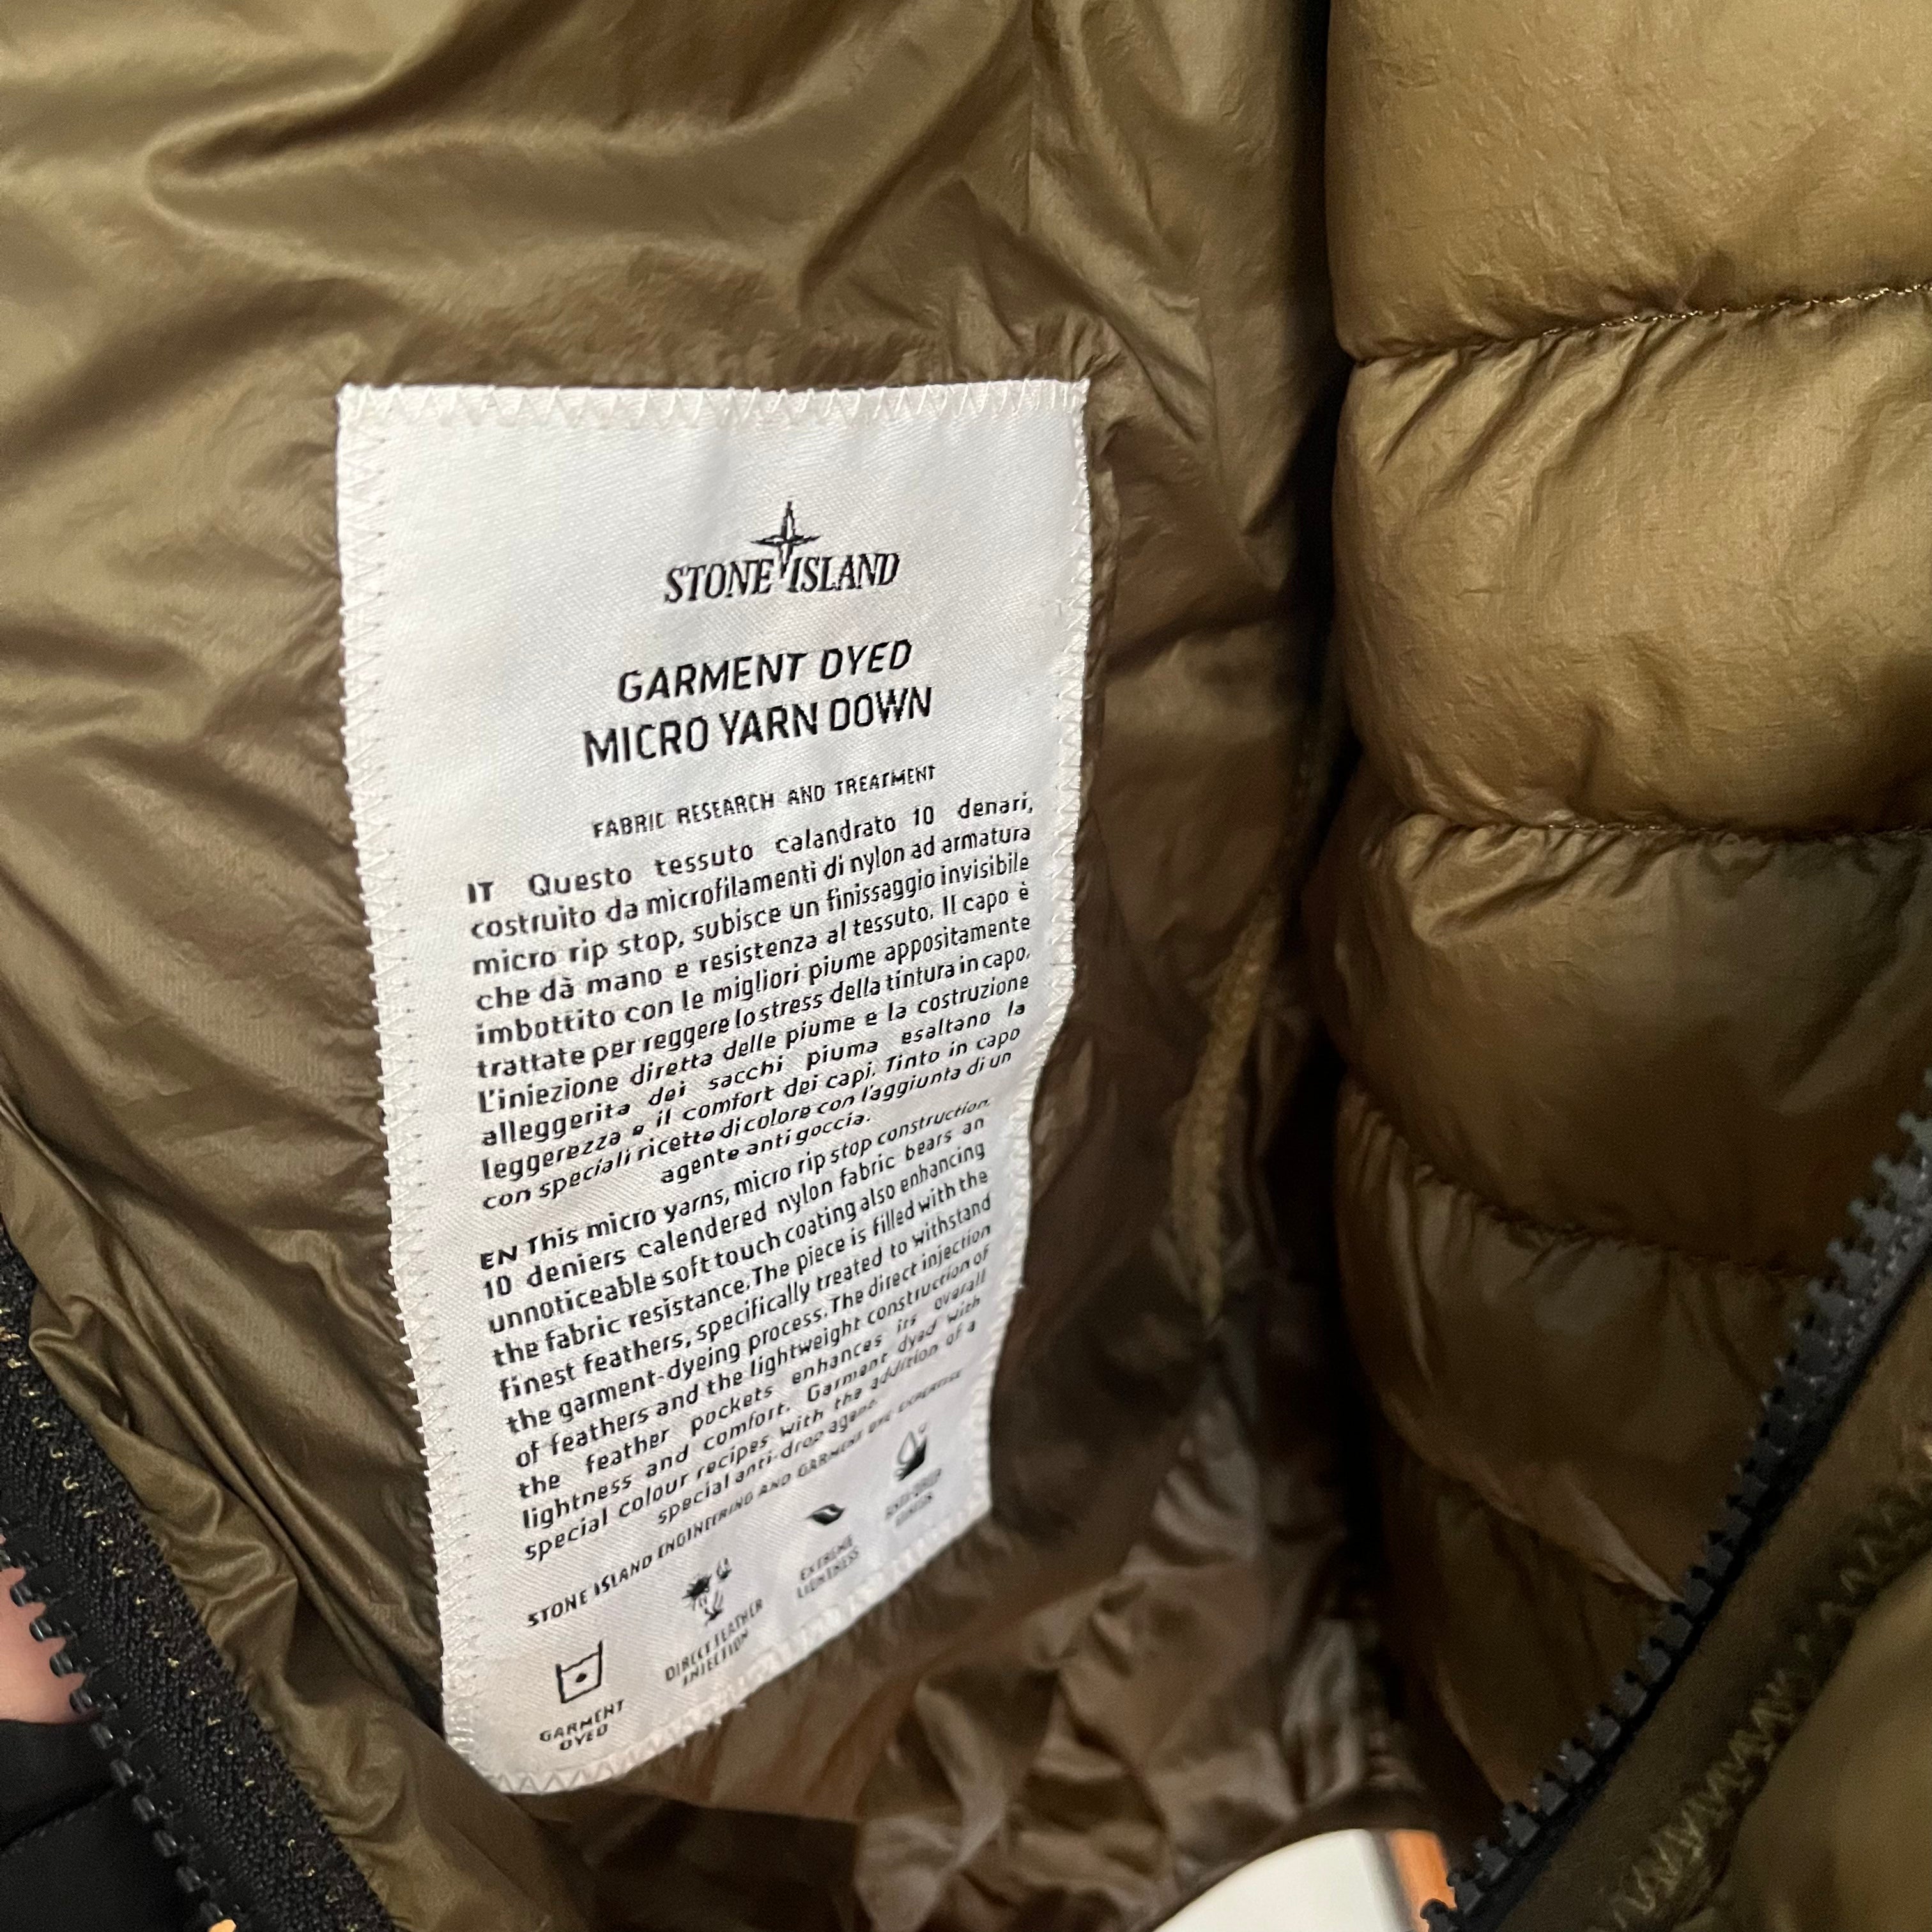 STONE ISLAND
GARMENT DYED
MICRO YARN DOWN
FABRIC RESEARCH AND TREATMENT
IT Questo tessuto calandrato 10 denari,
costruito da microfilamenti di nylon ad armatura
micro rip stop, subisce un finissaggio invisibile
che dà mano e resistenza al tessuto. Il capo è
imbottito con le migliori piume appositamente
trattate per reggere lo stress della tintura in capo.
L'iniezione diretta delle piume e la costruzione
alleggerita dei sacchi piuma esaltano la
leggerezza e il comfort dei capi. Tinto in capo
con speciali ricette di colore con l'aggiunta di un
agente anti goccia.
EN This micro yarns, micro rip stop construction,
10 deniers calendered nylon fabric bears an
unnoticeable soft touch coating also enhancing
the fabric resistance. The piece is filled with the
finest feathers, specifically treated to withstand
the garment-dyeing process. The direct injection
of feathers and the lightweight construction of
the feather pockets enhances its overall
lightness and comfort. Garment dyed with
special colour recipes with the addition of a
special anti-drop agent.
STONE ISLAND ENGINEERING AND GARMENT DYE EXPERTISE
GARMENT
DYED
DIRECT FEATHER
INJECTION
EXTREME
LIGHTNESS
ANTI-DROP